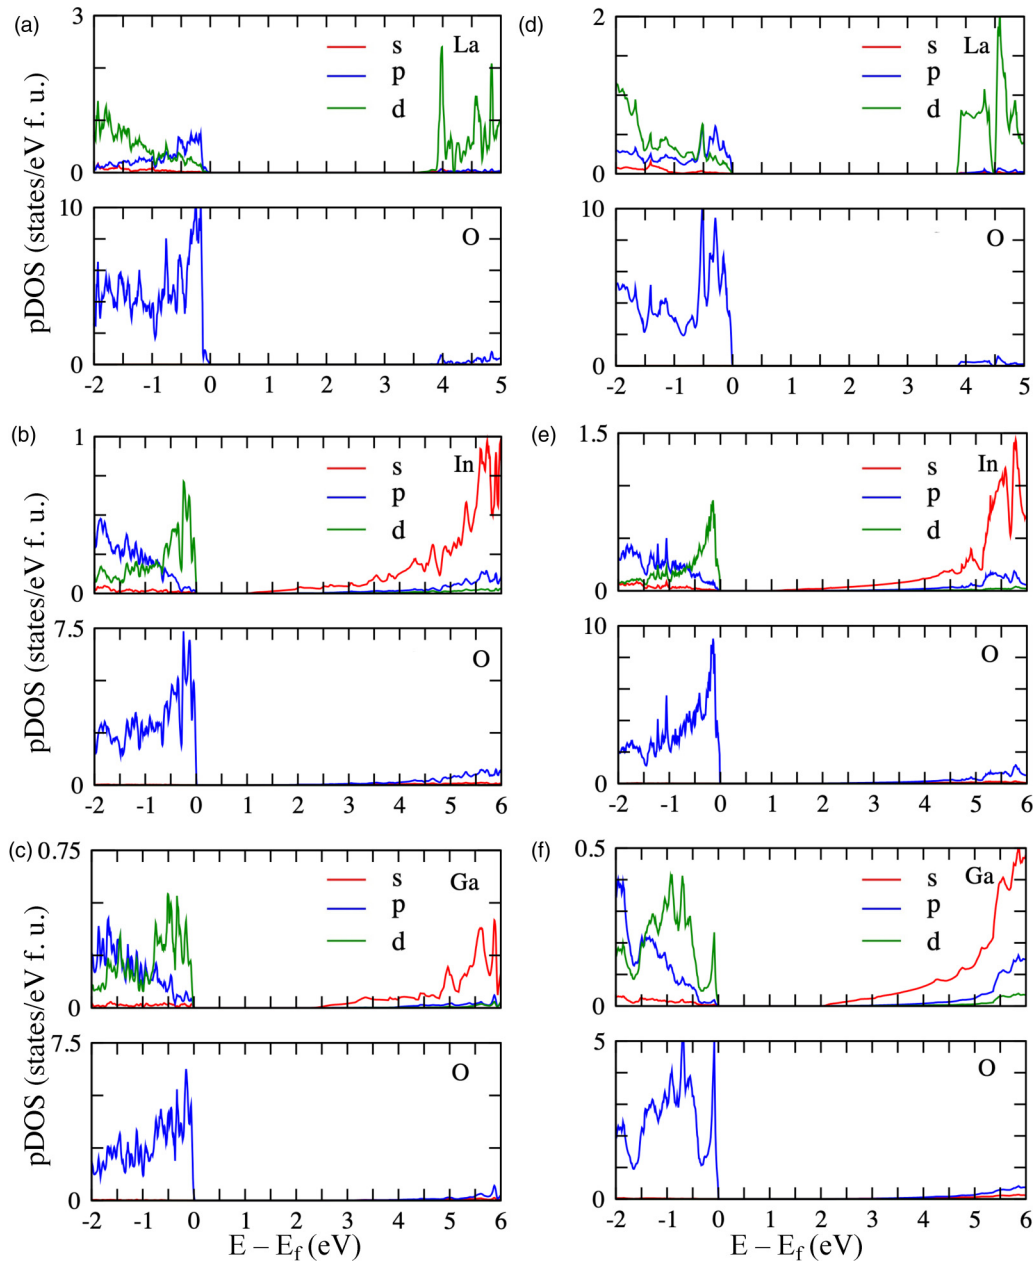 (a)
3
s
La
p
d
0
pDOS (states/eV f. u.)
10
O
0
-2 -1 0 1 2 3 4 5
(d)
2
s
La
p
d
0
10
O
0
-2 -1 0 1 2 3 4 5
(b)
1
s
In
p
d
0
pDOS (states/eV f. u.)
7.5
O
0
-2 -1 0 1 2 3 4 5 6
(e)
1.5
s
In
p
d
0
10
O
0
-2 -1 0 1 2 3 4 5 6
(c)
0.75
s
Ga
p
d
0
pDOS (states/eV f. u.)
7.5
O
0
-2 -1 0 1 2 3 4 5 6
E – Ef (eV)
(f)
0.5
s
Ga
p
d
0
5
O
0
-2 -1 0 1 2 3 4 5 6
E – Ef (eV)